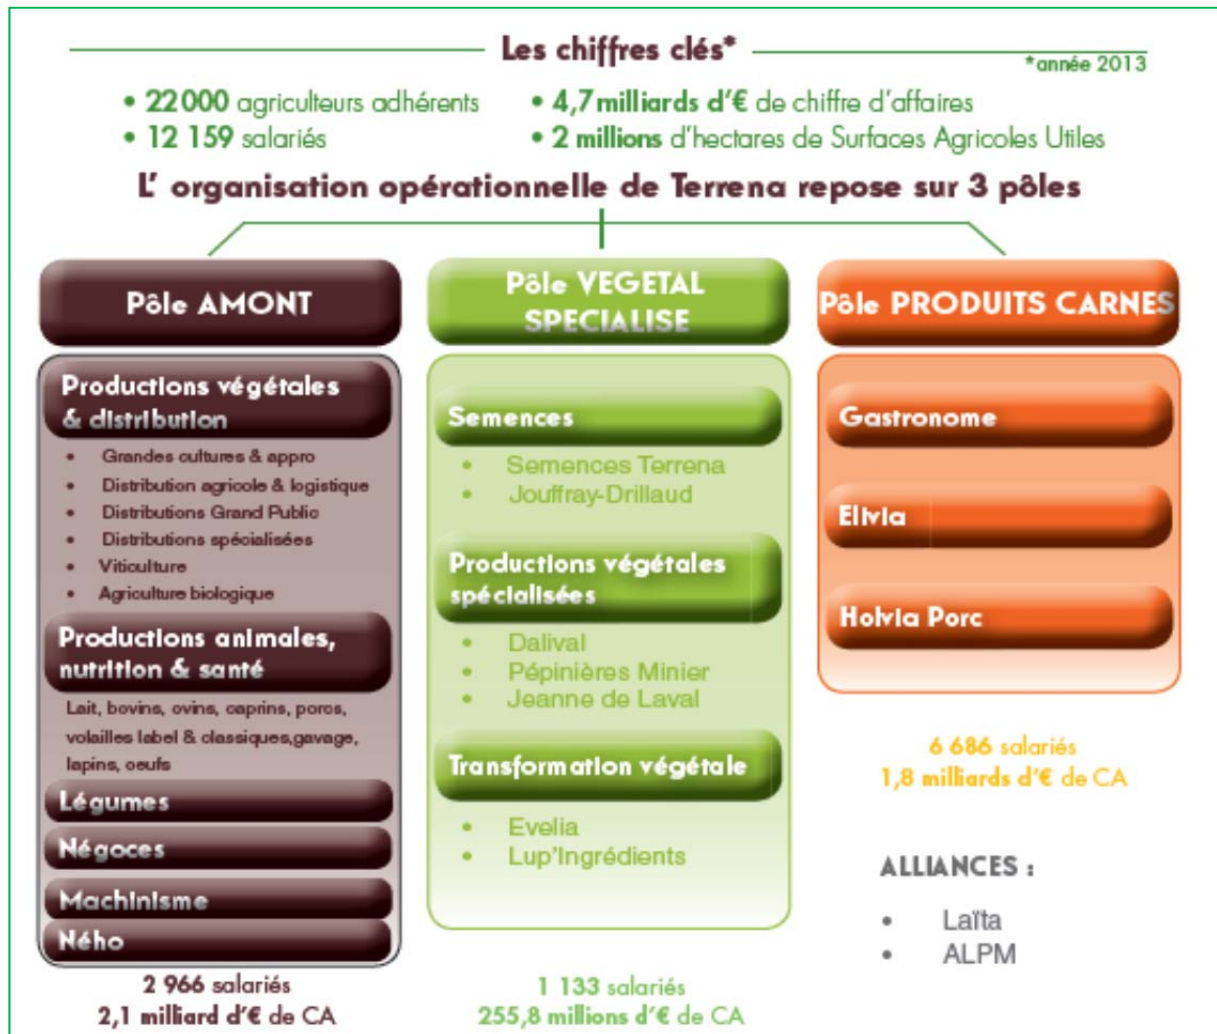 Les chiffres clés*
*année 2013
• 22 000 agriculteurs adhérents
• 12 159 salariés
• 4,7 milliards d'€ de chiffre d'affaires
• 2 millions d'hectares de Surfaces Agricoles Utiles
L' organisation opérationnelle de Terrena repose sur 3 pôles
Pôle AMONT
Productions végétales
& distribution
• Grandes cultures & appro
• Distribution agricole & logistique
• Distributions Grand Public
• Distributions spécialisées
• Viticulture
• Agriculture biologique
Productions animales,
nutrition & santé
Lait, bovins, ovins, caprins, porcs,
volailles label & classiques,gavage,
lapins, oeufs
Légumes
Négoces
Machinisme
Ného
2 966 salariés
2,1 milliard d'€ de CA
Pôle VEGETAL
SPECIALISE
Semences
• Semences Terrena
• Jouffray-Drillaud
Productions végétales
spécialisées
• Dalival
• Pépinières Minier
• Jeanne de Laval
Transformation végétale
• Evelia
• Lup'Ingrédients
1 133 salariés
255,8 millions d'€ de CA
Pôle PRODUITS CARNES
Gastronome
Elivia
Holvia Porc
6 686 salariés
1,8 milliards d'€ de CA
ALLIANCES :
• Laïta
• ALPM